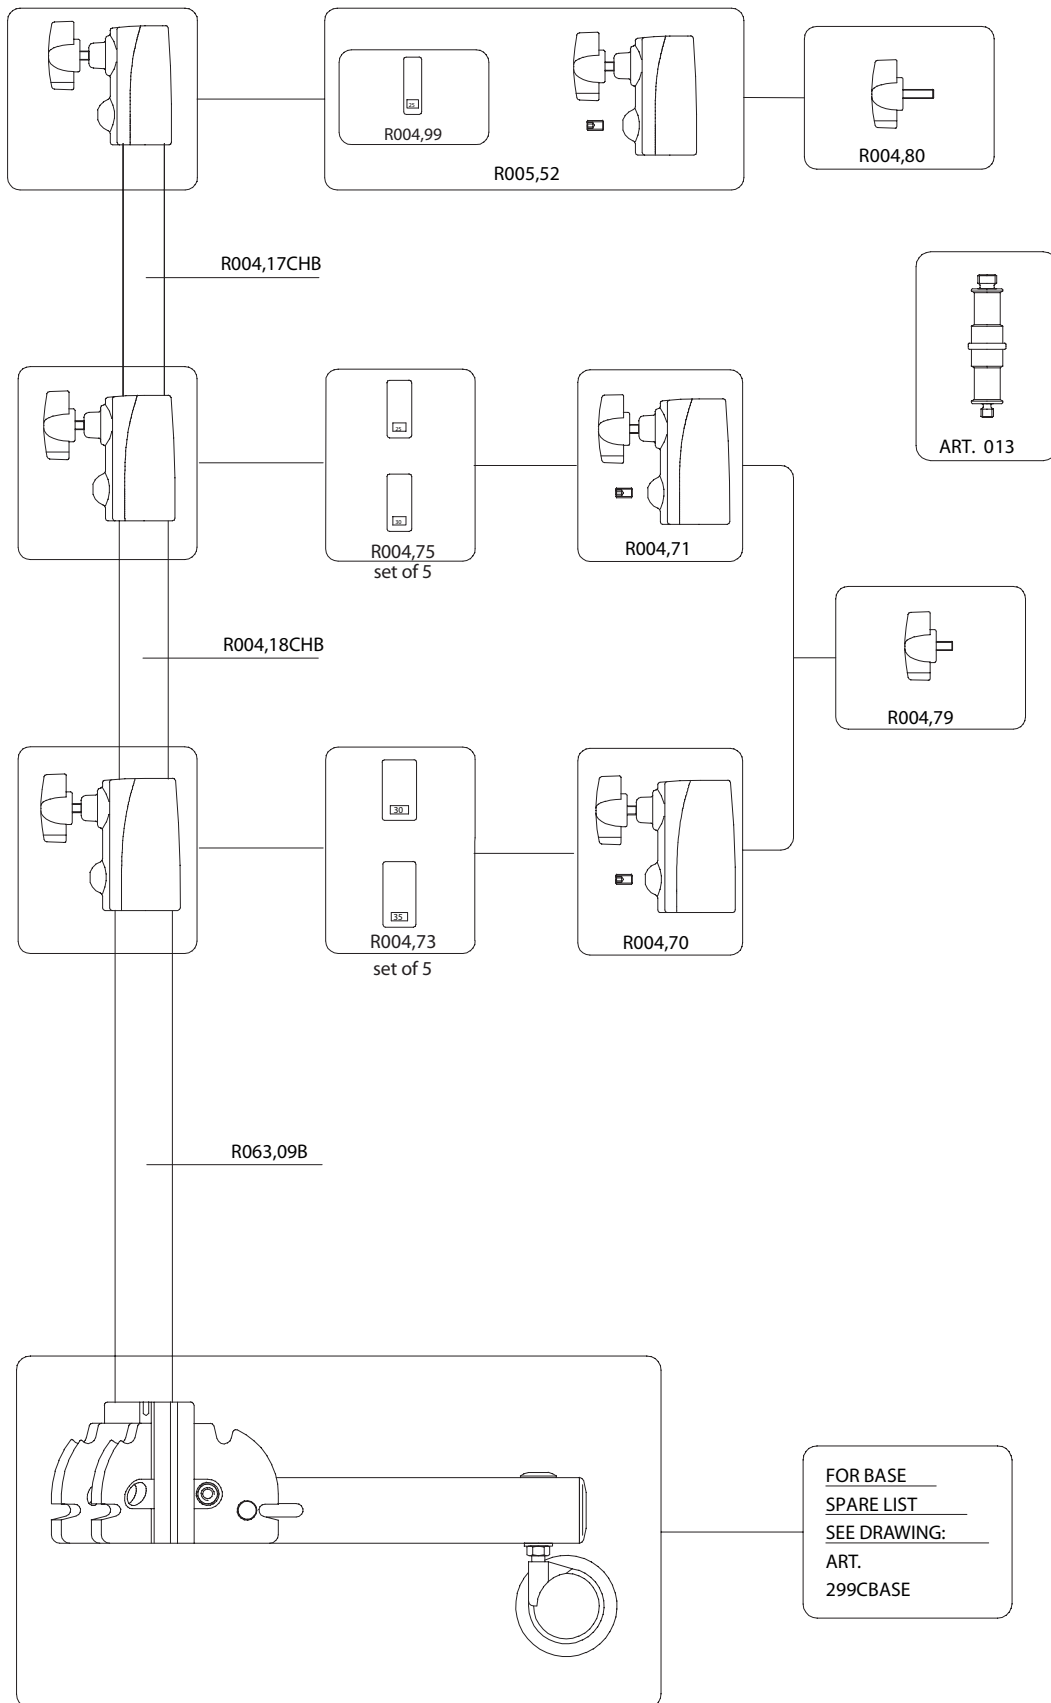 25
R004,99
R005,52
R004,80
R004,17CHB
ART. 013
25
30
R004,75
set of 5
R004,71
R004,18CHB
R004,79
30
35
R004,73
set of 5
R004,70
R063,09B
FOR BASE
SPARE LIST
SEE DRAWING:
ART.
299CBASE